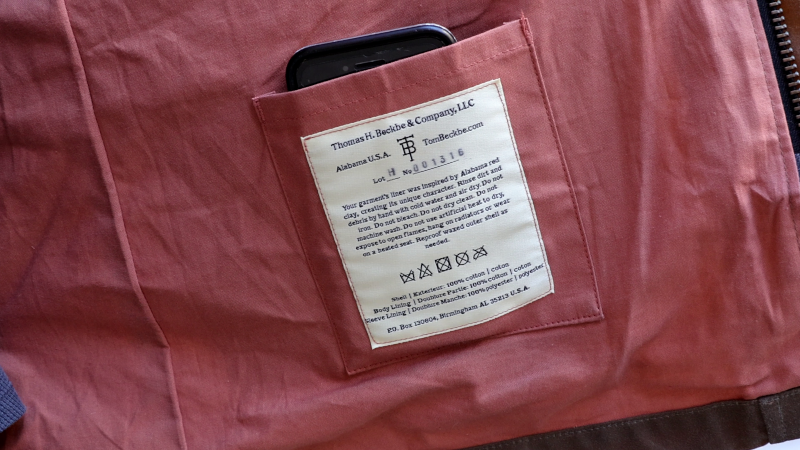 Thomas H. Beckbe & Company, LLC
Alabama U.S.A. TB TomBeckbe.com
Lot H No 001316
Your garment's liner was inspired by Alabama red
clay, creating its unique character. Rinse dirt and
debris by hand with cold water and air dry. Do not
iron. Do not bleach. Do not dry clean. Do not
machine wash. Do not use artificial heat to dry,
expose to open flames, hang on radiators or wear
on a heated seat. Reproof waxed outer shell as
needed.
Shell | Exterieur: 100% cotton | coton
Body Lining | Doublure Partie: 100% cotton | coton
Sleeve Lining | Doublure Manche: 100% polyester | polyester
P.O. Box 130604, Birmingham AL 35213 U.S.A.